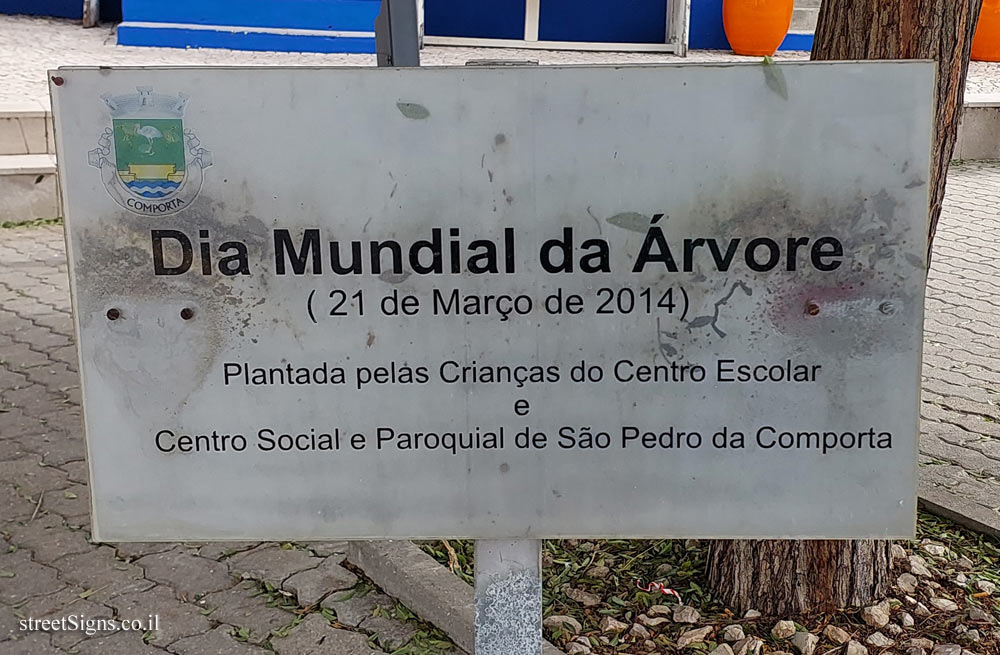 COMPORTA
Dia Mundial da Árvore
( 21 de Março de 2014)
Plantada pelas Crianças do Centro Escolar
e
Centro Social e Paroquial de São Pedro da Comporta
streetSigns.co.il